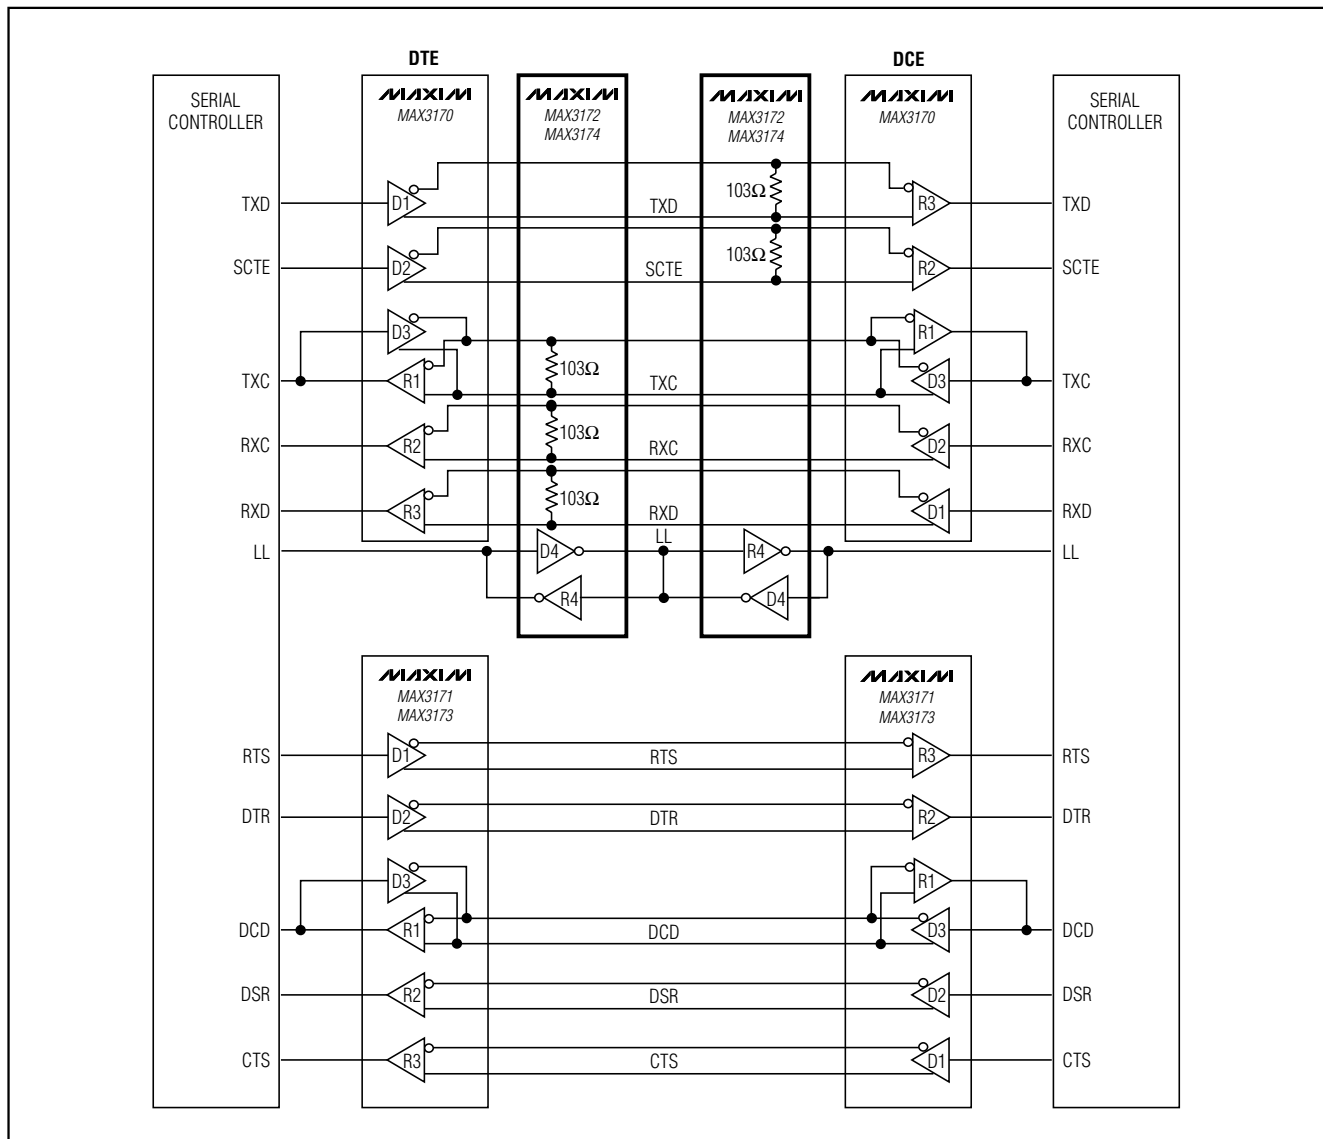 DTE
DCE
SERIAL
CONTROLLER
MAXIM
MAX3170
MAXIM
MAX3172
MAX3174
MAXIM
MAX3172
MAX3174
MAXIM
MAX3170
SERIAL
CONTROLLER
TXD
D1
TXD
103Ω
R3
TXD
SCTE
D2
SCTE
103Ω
R2
SCTE
D3
R1
TXC
R1
103Ω
TXC
D3
TXC
RXC
R2
103Ω
RXC
D2
RXC
RXD
R3
103Ω
RXD
D1
RXD
LL
D4
LL
R4
LL
R4
D4
MAXIM
MAX3171
MAX3173
MAXIM
MAX3171
MAX3173
RTS
D1
RTS
R3
RTS
DTR
D2
DTR
R2
DTR
D3
R1
DCD
R1
DCD
D3
DCD
DSR
R2
DSR
D2
DSR
CTS
R3
CTS
D1
CTS